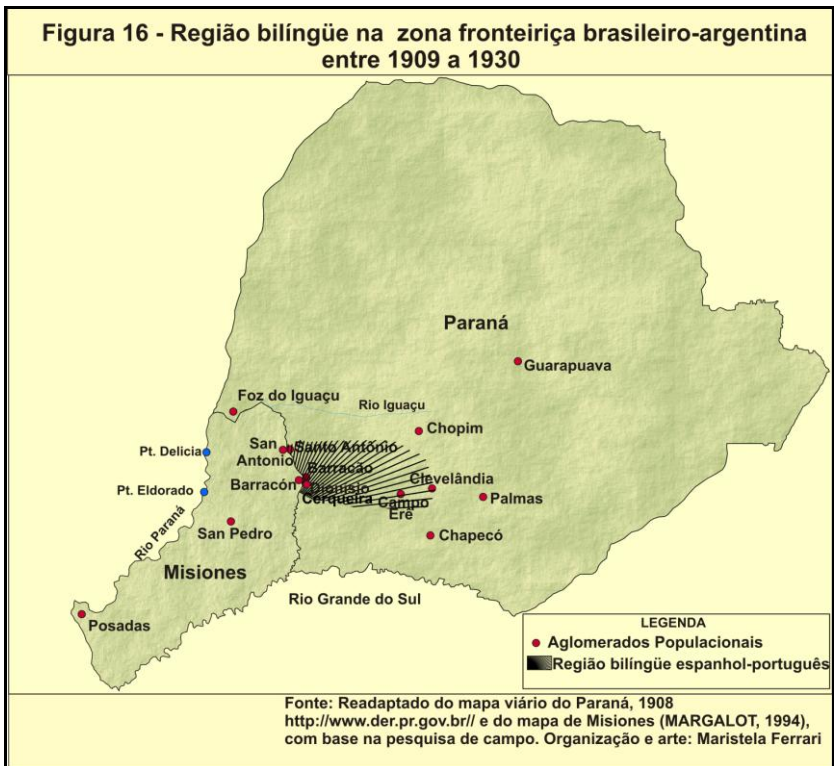 Figura 16 - Região bilíngüe na zona fronteiriça brasileiro-argentina
entre 1909 a 1930
Paraná
Guarapuava
Foz do Iguaçu
Rio Iguaçu
Chopim
Pt. Delicia
San
Antonio
Santo Antônio
Barracão
Barracón
Dionísio
Cerqueira
Clevelândia
Campo
Erê
Palmas
Pt. Eldorado
Rio Paraná
San Pedro
Chapecó
Misiones
Rio Grande do Sul
Posadas
LEGENDA
Aglomerados Populacionais
Região bilíngüe espanhol-português
Fonte: Readaptado do mapa viário do Paraná, 1908
http://www.der.pr.gov.br// e do mapa de Misiones (MARGALOT, 1994),
com base na pesquisa de campo. Organização e arte: Maristela Ferrari